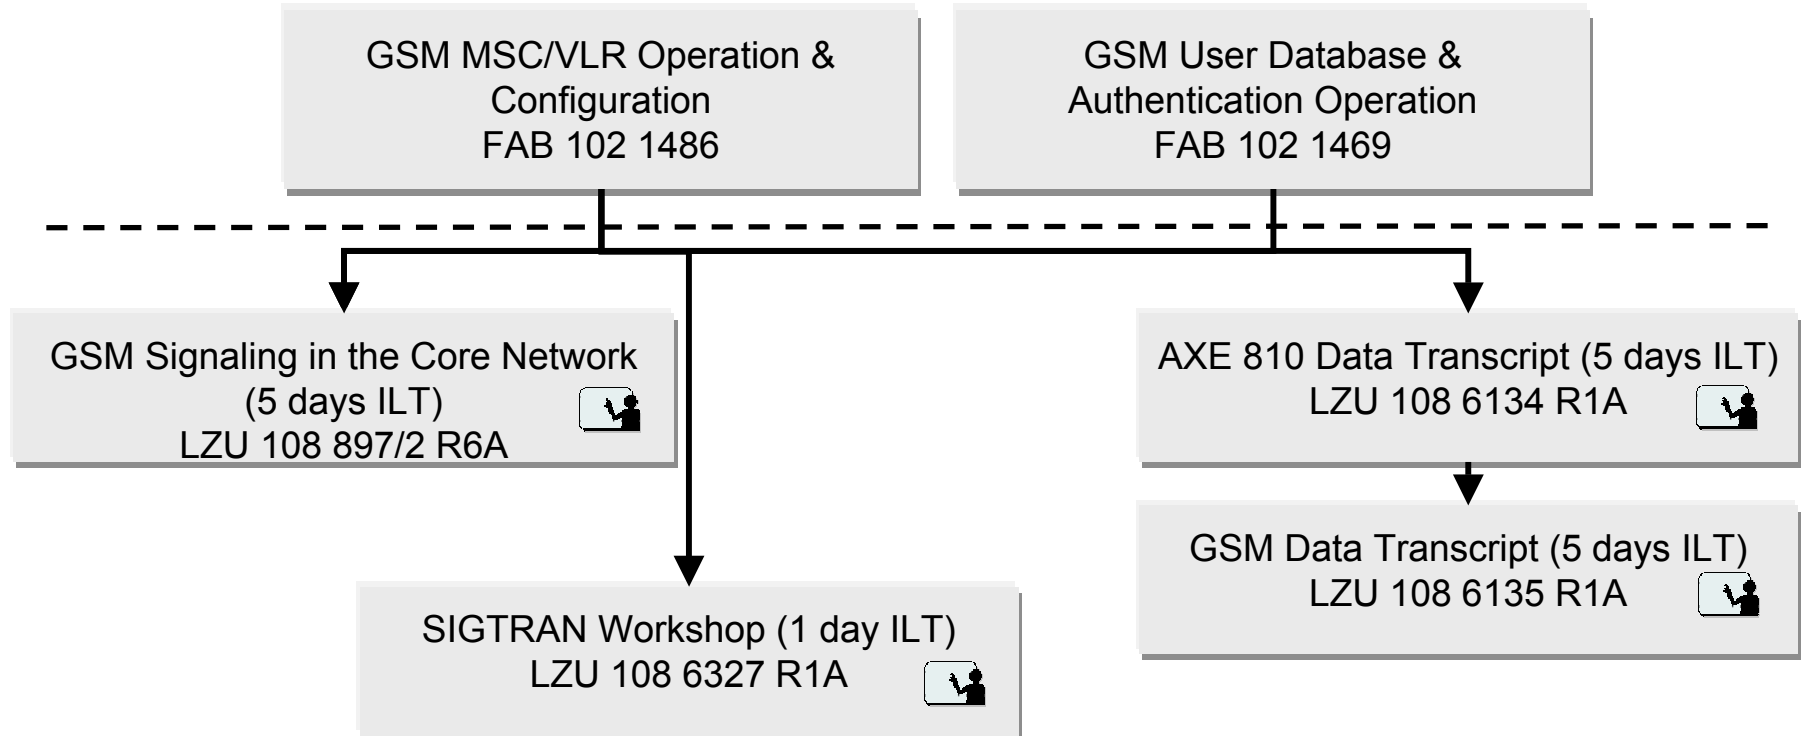 GSM MSC/VLR Operation &
Configuration
FAB 102 1486
GSM User Database &
Authentication Operation
FAB 102 1469
GSM Signaling in the Core Network
(5 days ILT)
LZU 108 897/2 R6A
AXE 810 Data Transcript (5 days ILT)
LZU 108 6134 R1A
GSM Data Transcript (5 days ILT)
LZU 108 6135 R1A
SIGTRAN Workshop (1 day ILT)
LZU 108 6327 R1A